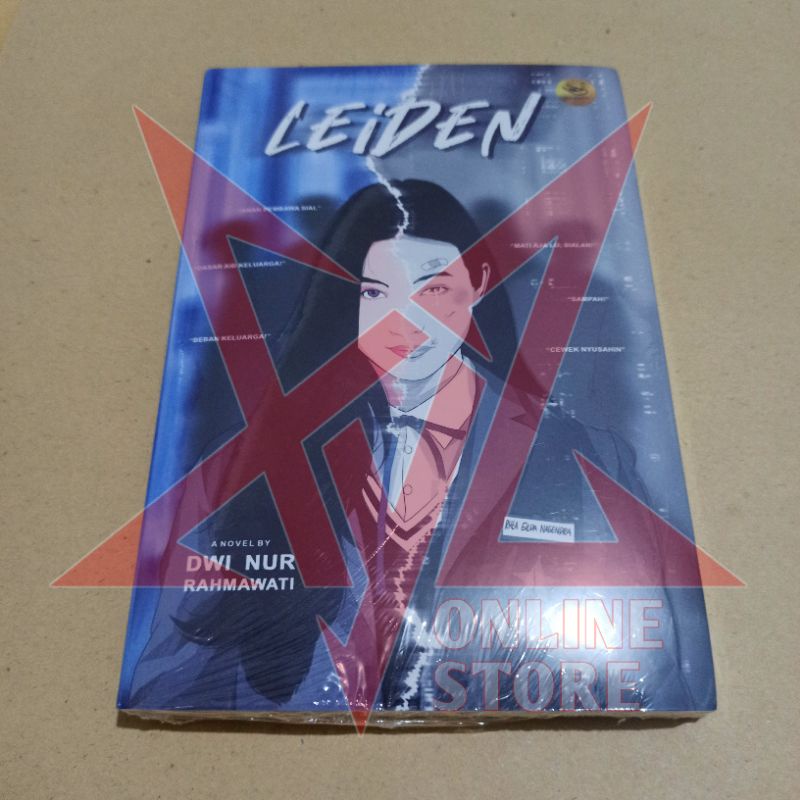 LEiDEN
"ANAK PEMBAWA SIAL"
"MATI AJA LU, SIALAN!"
"DASAR AIB KELUARGA!"
"SAMPAH!"
"BEBAN KELUARGA!"
"CEWEK NYUSAHIN"
A NOVEL BY
DWI NUR
RAHMAWATI
NAGENDRA
ONLINE
STORE